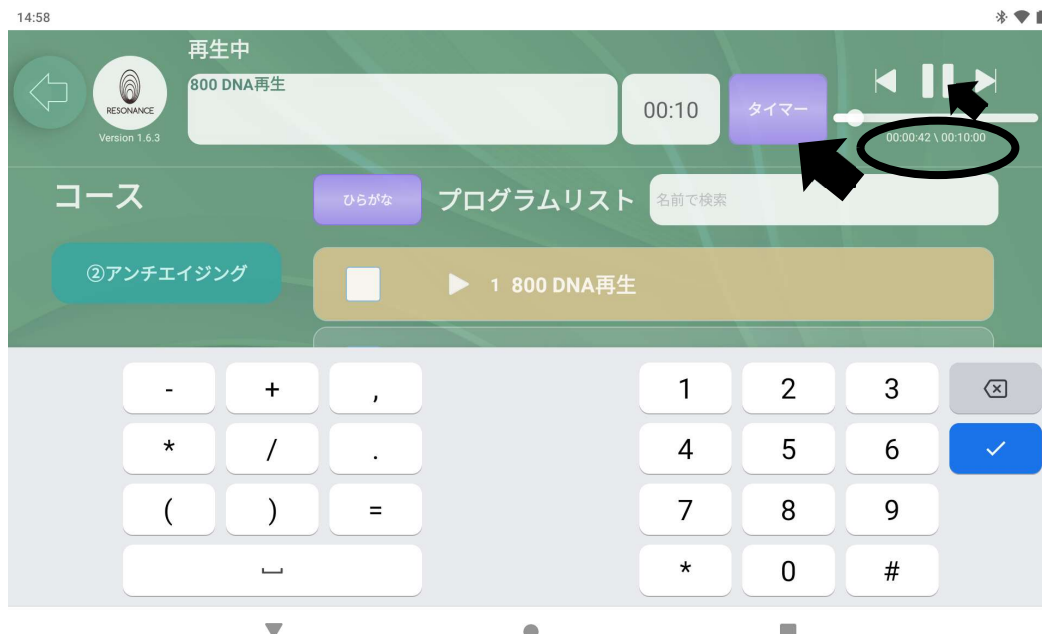 14:58
再生中
800 DNA再生
RESONANCE
Version 1.6.3
00:10
タイマー
00:00:42 \ 00:10:00
コース
ひらがな
プログラムリスト
名前で検索
②アンチエイジング
1 800 DNA再生
- + , 1 2 3
* / . 4 5 6
( ) = 7 8 9
* 0 #